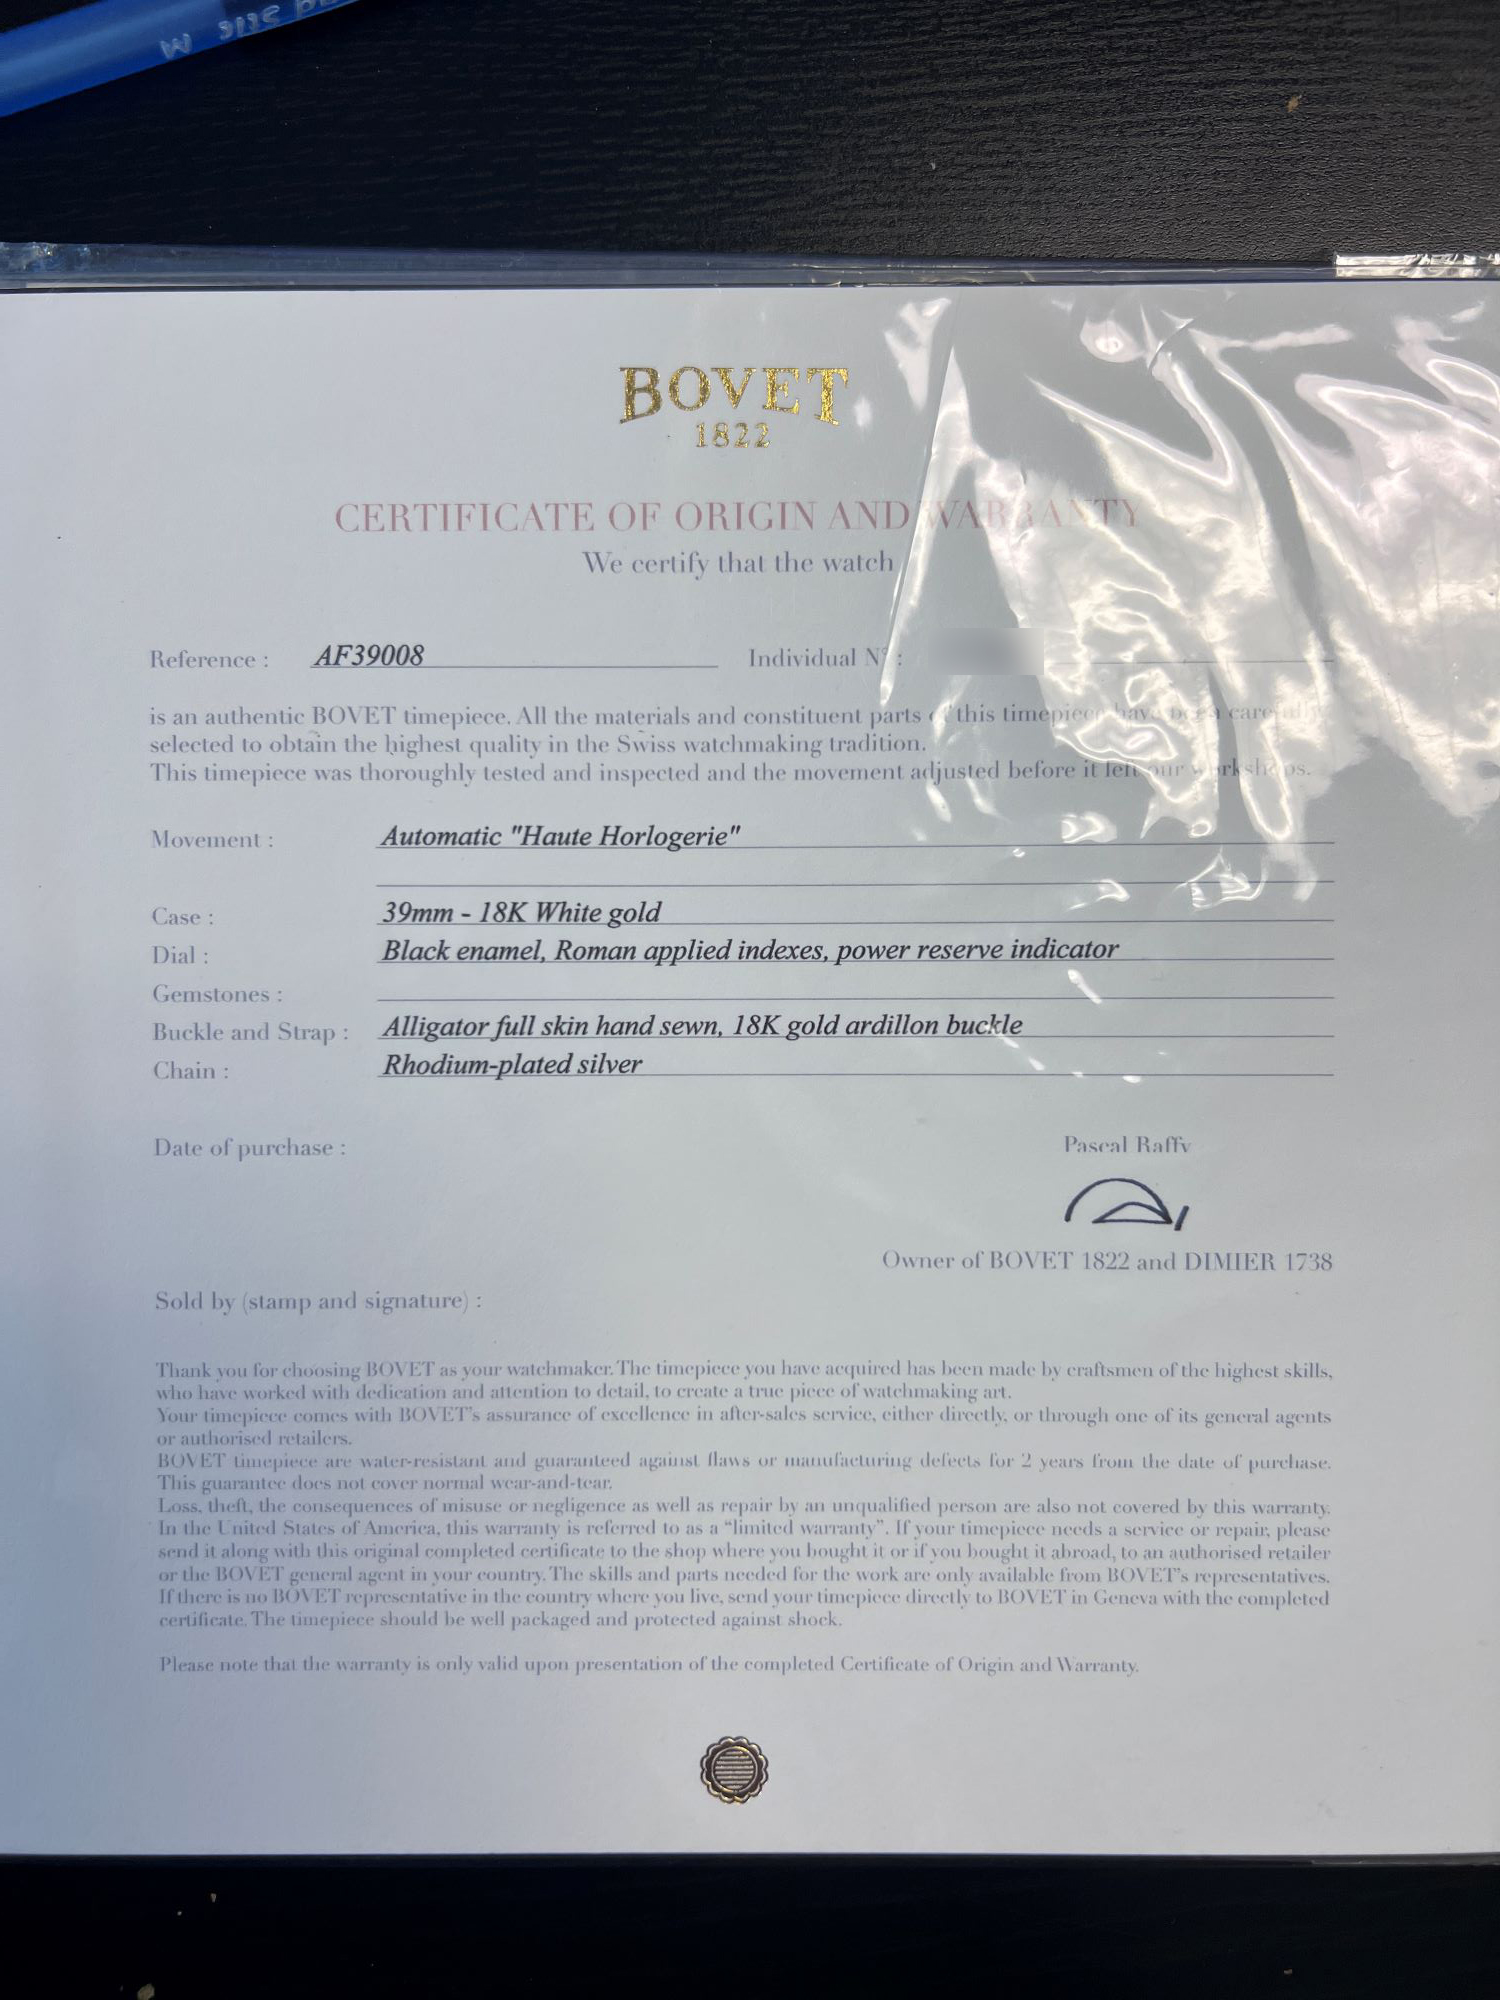 BOVET
1822
CERTIFICATE OF ORIGIN AND WARRANTY
We certify that the watch
Reference : AF39008 Individual N° :
is an authentic BOVET timepiece. All the materials and constituent parts of this timepiece have been carefully
selected to obtain the highest quality in the Swiss watchmaking tradition.
This timepiece was thoroughly tested and inspected and the movement adjusted before it left our workshops.
Movement : Automatic "Haute Horlogerie"
Case : 39mm - 18K White gold
Dial : Black enamel, Roman applied indexes, power reserve indicator
Gemstones :
Buckle and Strap : Alligator full skin hand sewn, 18K gold ardillon buckle
Chain : Rhodium-plated silver
Date of purchase : Pascal Raffy
Owner of BOVET 1822 and DIMIER 1738
Sold by (stamp and signature) :
Thank you for choosing BOVET as your watchmaker. The timepiece you have acquired has been made by craftsmen of the highest skills,
who have worked with dedication and attention to detail, to create a true piece of watchmaking art.
Your timepiece comes with BOVET's assurance of excellence in after-sales service, either directly, or through one of its general agents
or authorised retailers.
BOVET timepiece are water-resistant and guaranteed against flaws or manufacturing defects for 2 years from the date of purchase.
This guarantee does not cover normal wear-and-tear.
Loss, theft, the consequences of misuse or negligence as well as repair by an unqualified person are also not covered by this warranty.
In the United States of America, this warranty is referred to as a “limited warranty”. If your timepiece needs a service or repair, please
send it along with this original completed certificate to the shop where you bought it or if you bought it abroad, to an authorised retailer
or the BOVET general agent in your country. The skills and parts needed for the work are only available from BOVET's representatives.
If there is no BOVET representative in the country where you live, send your timepiece directly to BOVET in Geneva with the completed
certificate. The timepiece should be well packaged and protected against shock.
Please note that the warranty is only valid upon presentation of the completed Certificate of Origin and Warranty.